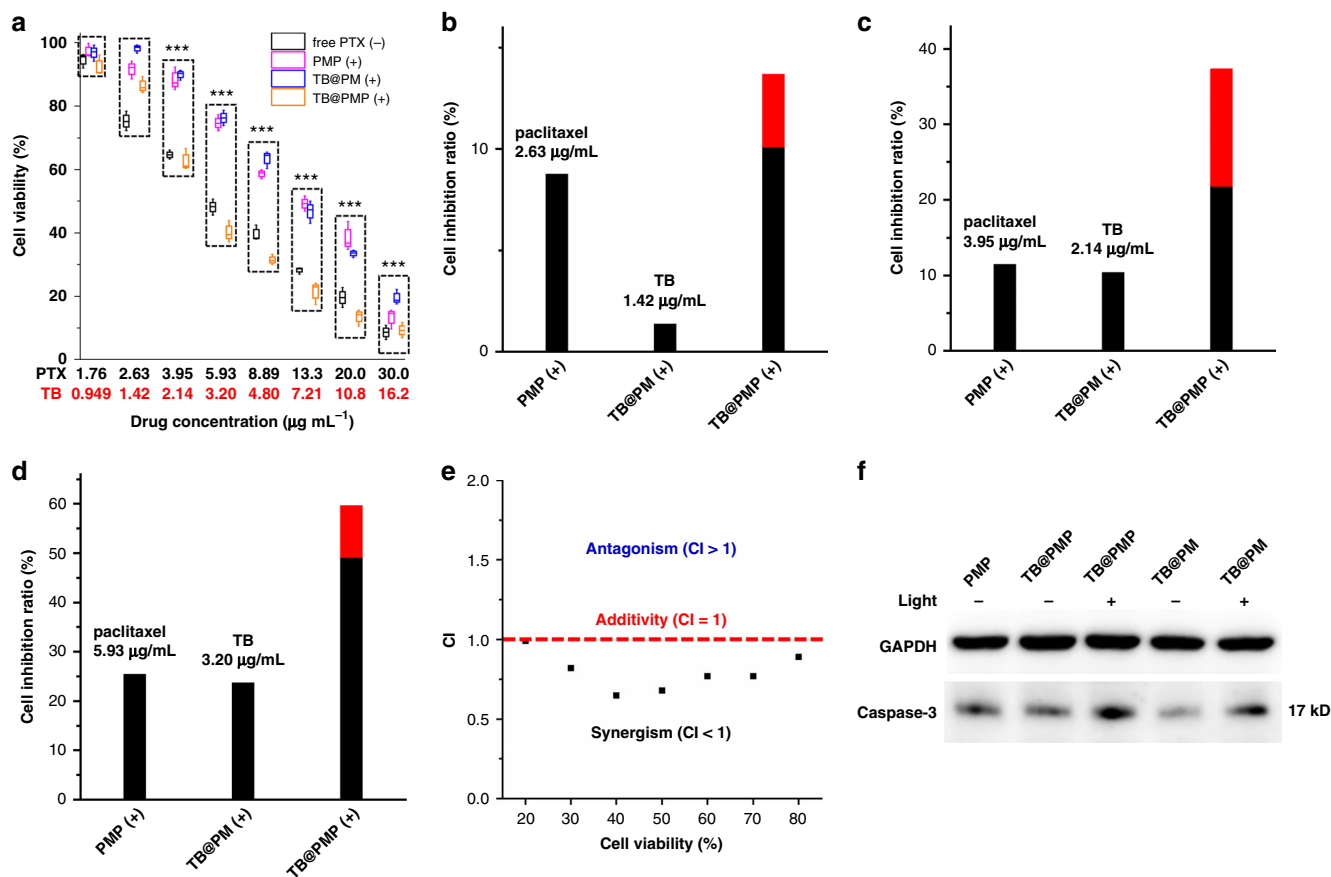 a
100
80
60
40
20
0
Cell viability (%)
***
***
***
***
***
***
free PTX (–)
PMP (+)
TB@PM (+)
TB@PMP (+)
PTX 1.76 2.63 3.95 5.93 8.89 13.3 20.0 30.0
TB 0.949 1.42 2.14 3.20 4.80 7.21 10.8 16.2
Drug concentration (μg mL⁻¹)
b
10
0
Cell inhibition ratio (%)
paclitaxel
2.63 μg/mL
TB
1.42 μg/mL
PMP (+)
TB@PM (+)
TB@PMP (+)
c
40
30
20
10
0
Cell inhibition ratio (%)
paclitaxel
3.95 μg/mL
TB
2.14 μg/mL
PMP (+)
TB@PM (+)
TB@PMP (+)
d
60
50
40
30
20
10
0
Cell inhibition ratio (%)
paclitaxel
5.93 μg/mL
TB
3.20 μg/mL
PMP (+)
TB@PM (+)
TB@PMP (+)
e
2.0
1.5
1.0
0.5
0.0
CI
Antagonism (CI > 1)
Additivity (CI = 1)
Synergism (CI < 1)
20 30 40 50 60 70 80
Cell viability (%)
f
PMP TB@PMP TB@PMP TB@PM TB@PM
Light – – + – +
GAPDH
Caspase-3 17 kD